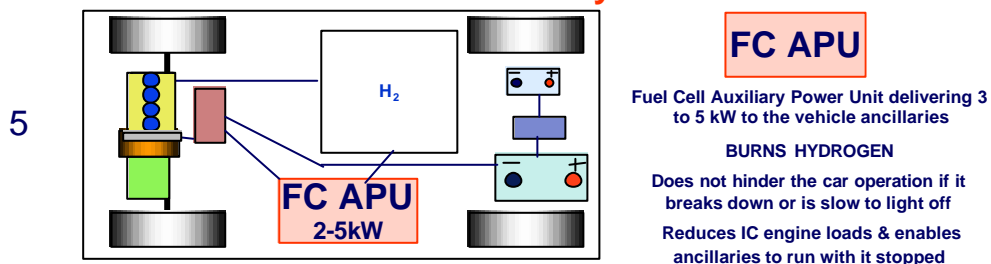 5
H2
FC APU
2-5kW
FC APU
Fuel Cell Auxiliary Power Unit delivering 3
to 5 kW to the vehicle ancillaries
BURNS HYDROGEN
Does not hinder the car operation if it
breaks down or is slow to light off
Reduces IC engine loads & enables
ancillaries to run with it stopped